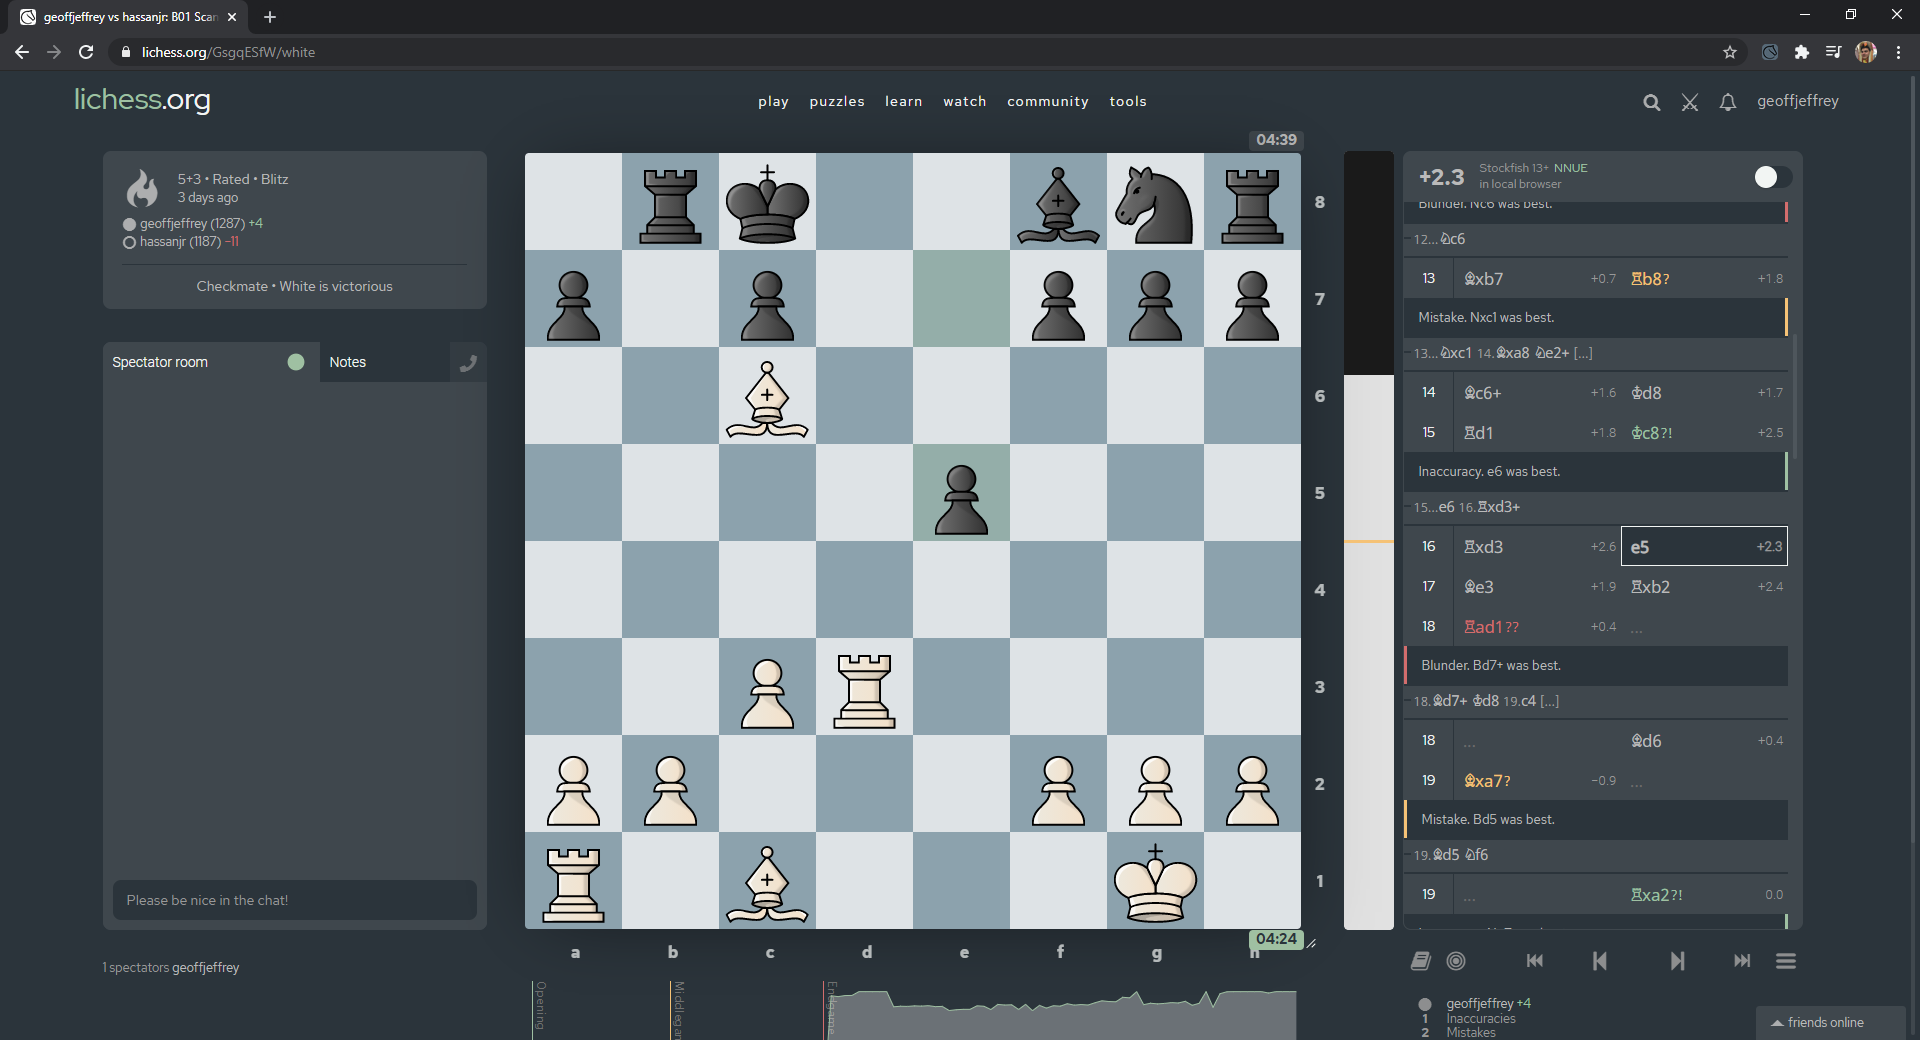 geoffjeffrey vs hassanjr: B01 Scan
lichess.org/GsgqESfW/white
lichess.org
play puzzles learn watch community tools
geoffjeffrey
5+3 • Rated • Blitz
3 days ago
geoffjeffrey (1287) +4
hassanjr (1187) −11
Checkmate • White is victorious
Spectator room
Notes
Please be nice in the chat!
1 spectators geoffjeffrey
04:39
8
7
6
5
4
3
2
1
04:24
a b c d e f g h
Opening
Middlegam
Endgame
+2.3
Stockfish 13+ NNUE
in local browser
Blunder. Nc6 was best.
12...♘c6
13 ♗xb7 +0.7 ♖b8? +1.8
Mistake. Nxc1 was best.
13...♘xc1 14.♗xa8 ♘e2+ [...]
14 ♗c6+ +1.6 ♔d8 +1.7
15 ♖d1 +1.8 ♔c8?! +2.5
Inaccuracy. e6 was best.
15...e6 16.♖xd3+
16 ♖xd3 +2.6 e5 +2.3
17 ♗e3 +1.9 ♖xb2 +2.4
18 ♖ad1?? +0.4 ...
Blunder. Bd7+ was best.
18.♗d7+ ♔d8 19.c4 [...]
18 ... ♗d6 +0.4
19 ♗xa7? −0.9 ...
Mistake. Bd5 was best.
19.♗d5 ♘f6
19 ... ♖xa2?! 0.0
geoffjeffrey +4
1 Inaccuracies
2 Mistakes
friends online